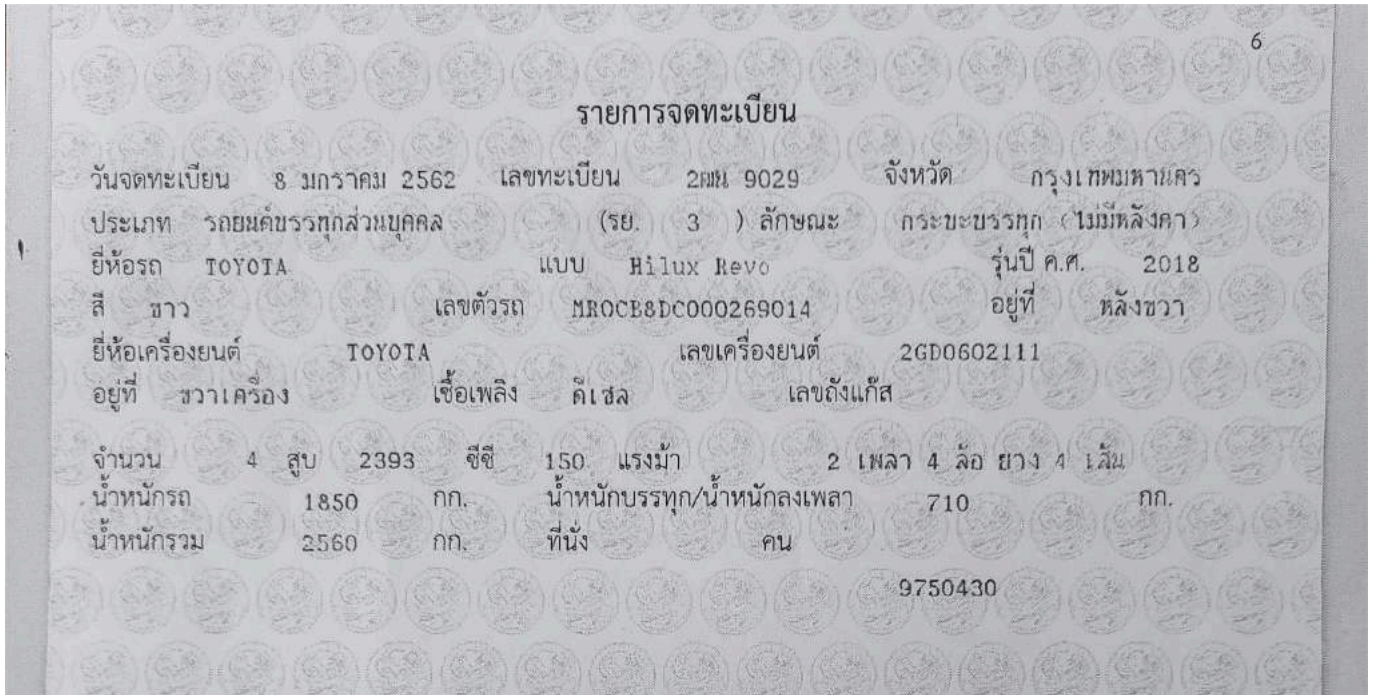 6
รายการจดทะเบียน
วันจดทะเบียน 8 มกราคม 2562 เลขทะเบียน 2ฒน 9029 จังหวัด กรุงเทพมหานคร
ประเภท รถยนต์บรรทุกส่วนบุคคล (รย. 3 ) ลักษณะ กระบะบรรทุก (ไม่มีหลังคา)
ยี่ห้อรถ TOYOTA แบบ Hilux Revo รุ่นปี ค.ศ. 2018
สี ขาว เลขตัวรถ MROCB8DC000269014 อยู่ที่ หลังขวา
ยี่ห้อเครื่องยนต์ TOYOTA เลขเครื่องยนต์ 2GD0602111
อยู่ที่ ขวาเครื่อง เชื้อเพลิง ดีเซล เลขถังแก๊ส
จำนวน 4 สูบ 2393 ซีซี 150 แรงม้า 2 เพลา 4 ล้อ ยาง 4 เส้น
น้ำหนักรถ 1850 กก. น้ำหนักบรรทุก/น้ำหนักลงเพลา 710 กก.
น้ำหนักรวม 2560 กก. ที่นั่ง คน
9750430